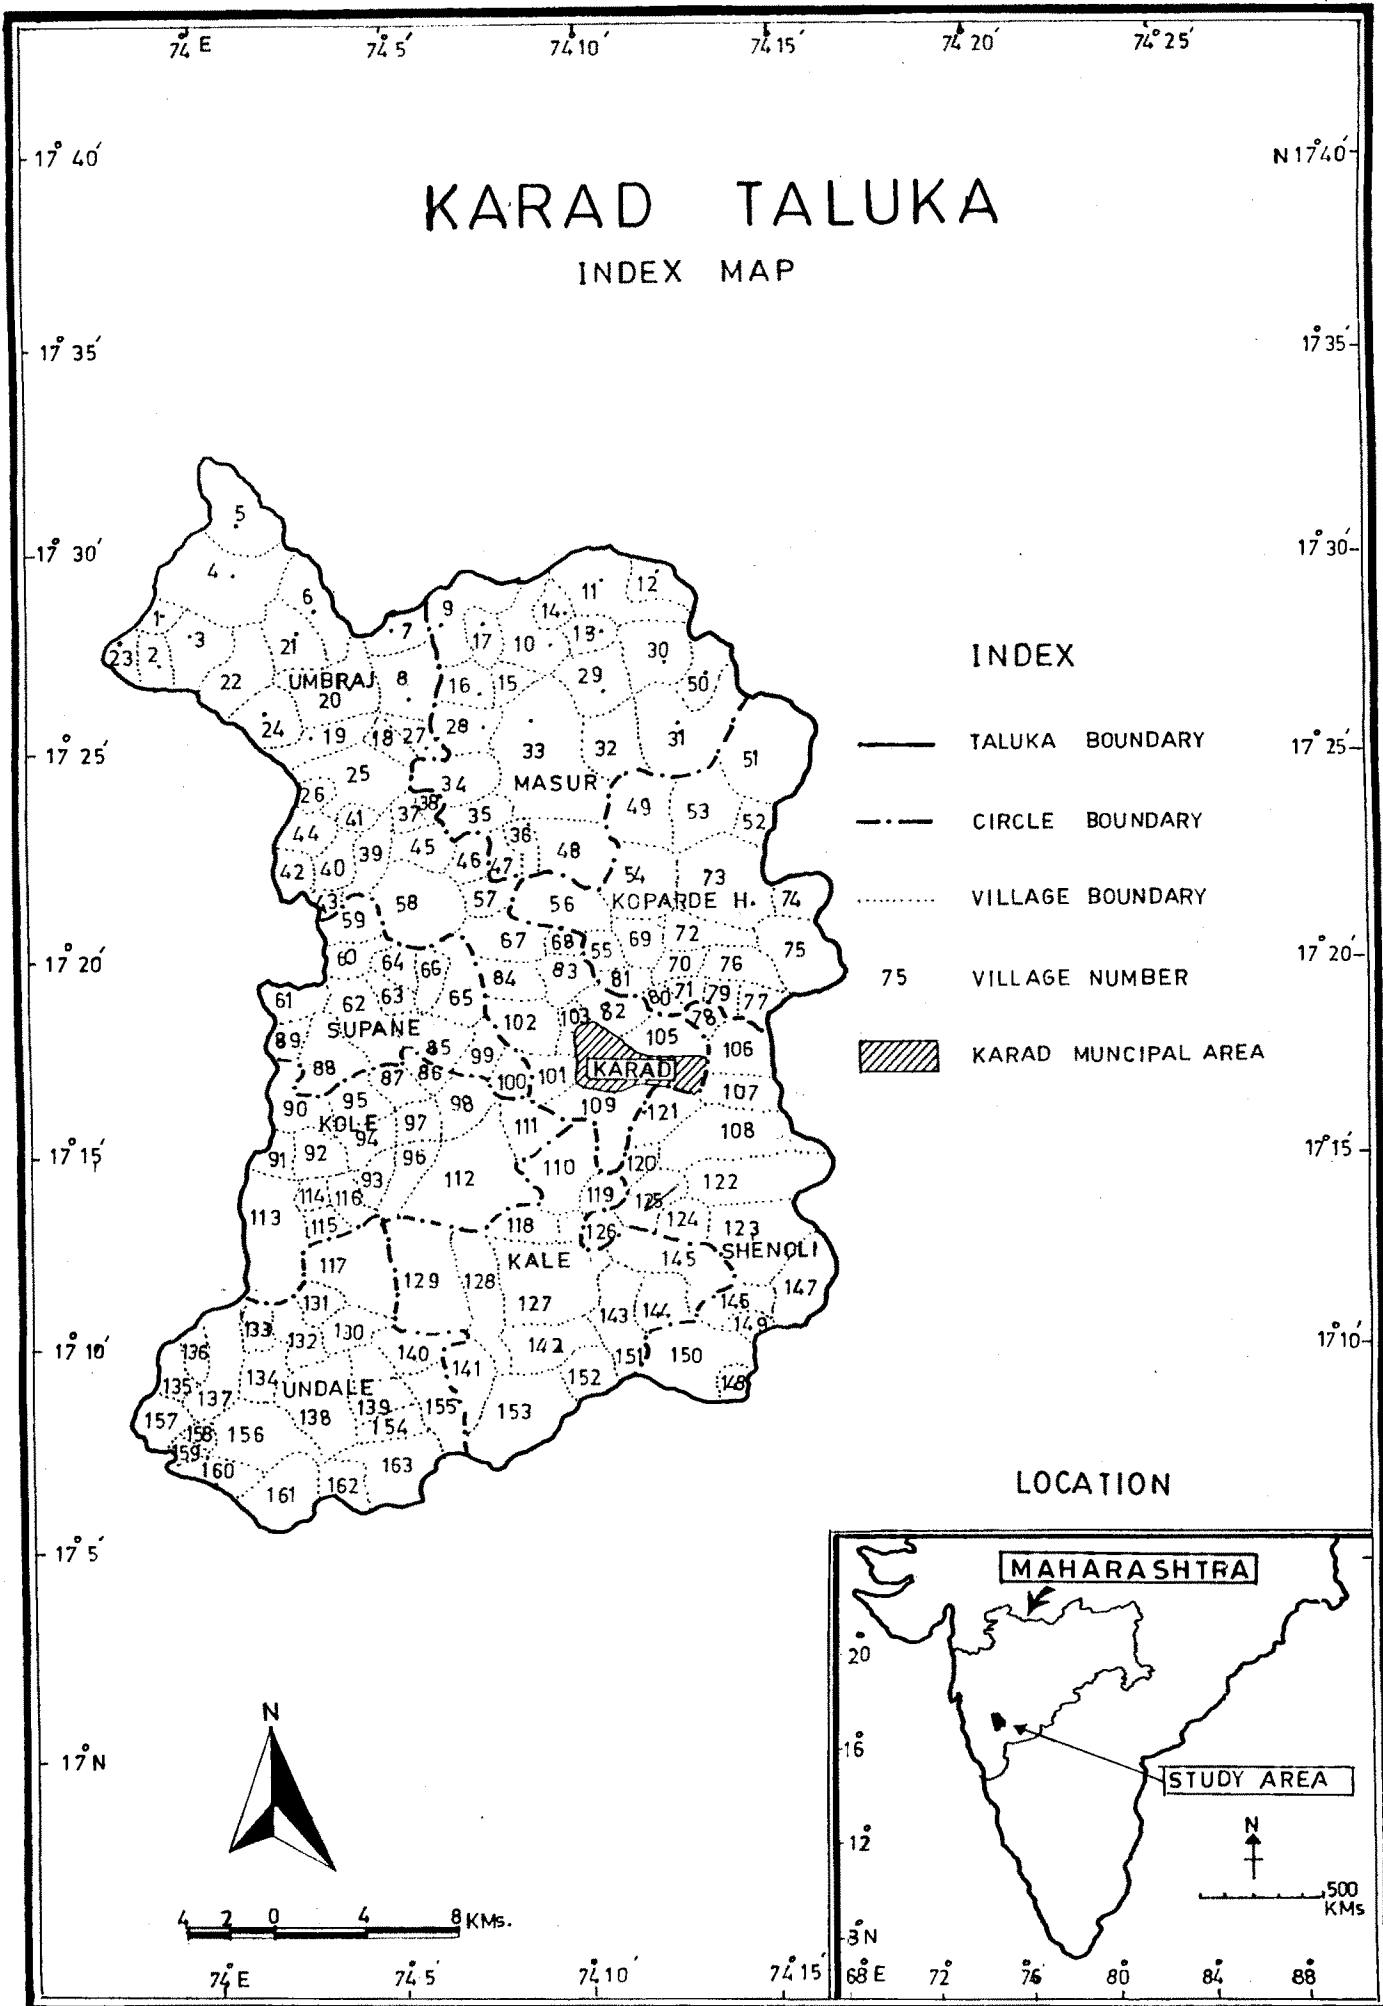 74° E 74° 5′ 74° 10′ 74° 15′ 74° 20′ 74° 25′
17° 40′ N 17° 40′
KARAD TALUKA
INDEX MAP
17° 35′ 17° 35′
5
17° 30′ 17° 30′
4 6 11 12
1 9 14
3 7 17 10 13
23 2 21 30
22 UMBRAJ 8 16 15 29 50
20
24 19 18 27 28 33 32 31
17° 25′ 51 17° 25′
25 34 MASUR
26 38 49 53 52
44 41 37 35 36
42 40 39 45 46 47 48 54 73
43 59 58 57 56 KOPARDE H. 74
67 68 55 69 72 75
17° 20′ 60 64 66 84 83 81 70 76 17° 20′
61 62 63 65 80 71 79 77
SUPANE 102 103 82 78
89 85 99 105 106
88 87 86 100 101 KARAD
90 95 98 109 121 107
KOLE 97 111 108
94
17° 15′ 91 92 96 110 120 17° 15′
93 112 122
114 116 119 125
113 115 118 126 124 123
117 KALE 145 SHENOLI
129 128 147
131 127 143 144 146
133 132 130 149
17° 10′ 136 140 141 142 151 150 17° 10′
134 152 148
135 137 UNDALE
157 138 139 155 153
158 156 154
159 160 163
161 162
INDEX
TALUKA BOUNDARY
CIRCLE BOUNDARY
VILLAGE BOUNDARY
75 VILLAGE NUMBER
KARAD MUNCIPAL AREA
17° 5′
17° N
N
4 2 0 4 8 KMs.
74° E 74° 5′ 74° 10′ 74° 15′
LOCATION
MAHARASHTRA
20°
16°
STUDY AREA
12°
N
500
KMs
8° N
68° E 72° 76° 80° 84° 88°